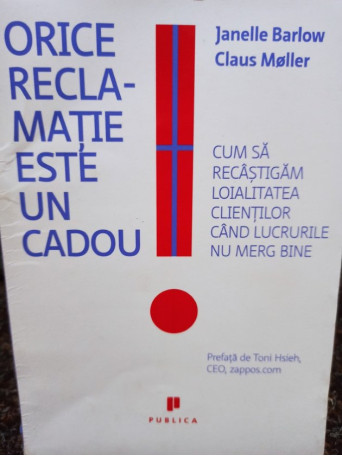 ORICE
RECLA-
MAȚIE
ESTE
UN
CADOU
Janelle Barlow
Claus Møller
CUM SĂ
RECÂȘTIGĂM
LOIALITATEA
CLIENȚILOR
CÂND LUCRURILE
NU MERG BINE
Prefață de Toni Hsieh,
CEO, zappos.com
PUBLICA